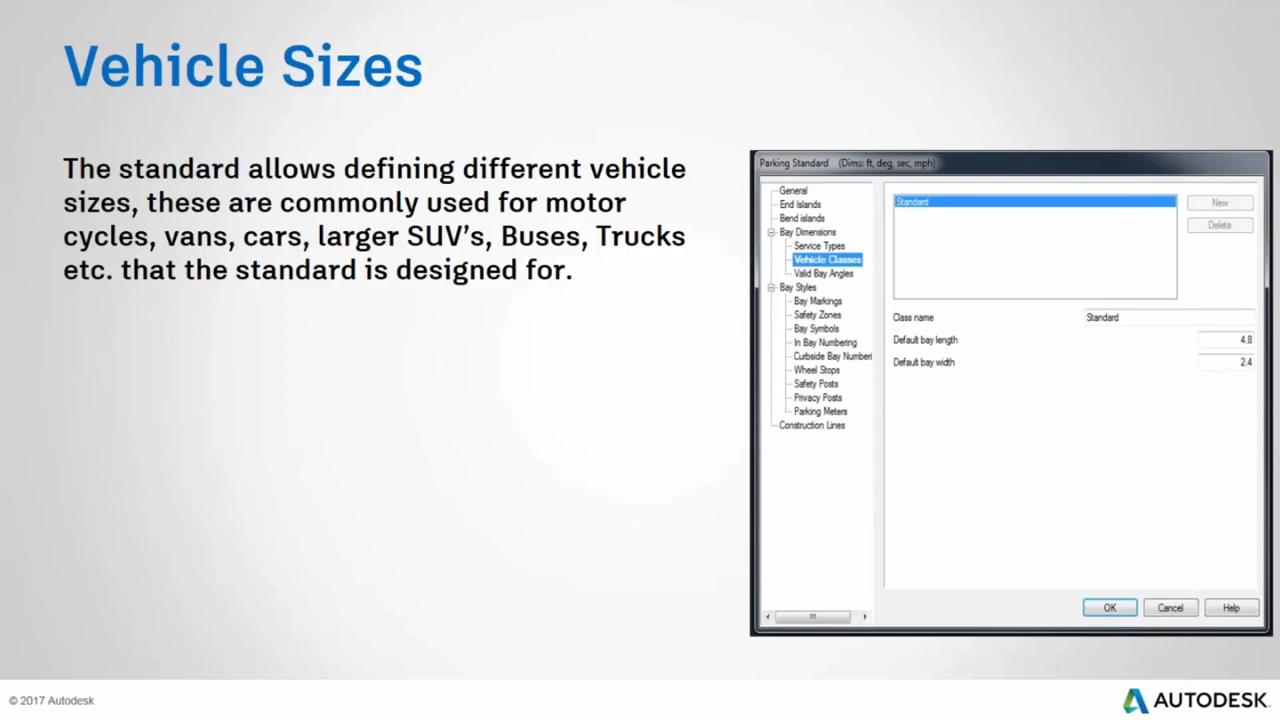 Vehicle Sizes
The standard allows defining different vehicle
sizes, these are commonly used for motor
cycles, vans, cars, larger SUV's, Buses, Trucks
etc. that the standard is designed for.
Parking Standard (Dims: ft, deg, sec, mph)
General
End Islands
Bend islands
Bay Dimensions
Service Types
Vehicle Classes
Valid Bay Angles
Bay Styles
Bay Markings
Safety Zones
Bay Symbols
In Bay Numbering
Curbside Bay Numberi
Wheel Stops
Safety Posts
Privacy Posts
Parking Meters
Construction Lines
Standard
New
Delete
Class name Standard
Default bay length 4.8
Default bay width 2.4
OK Cancel Help
© 2017 Autodesk
AUTODESK.